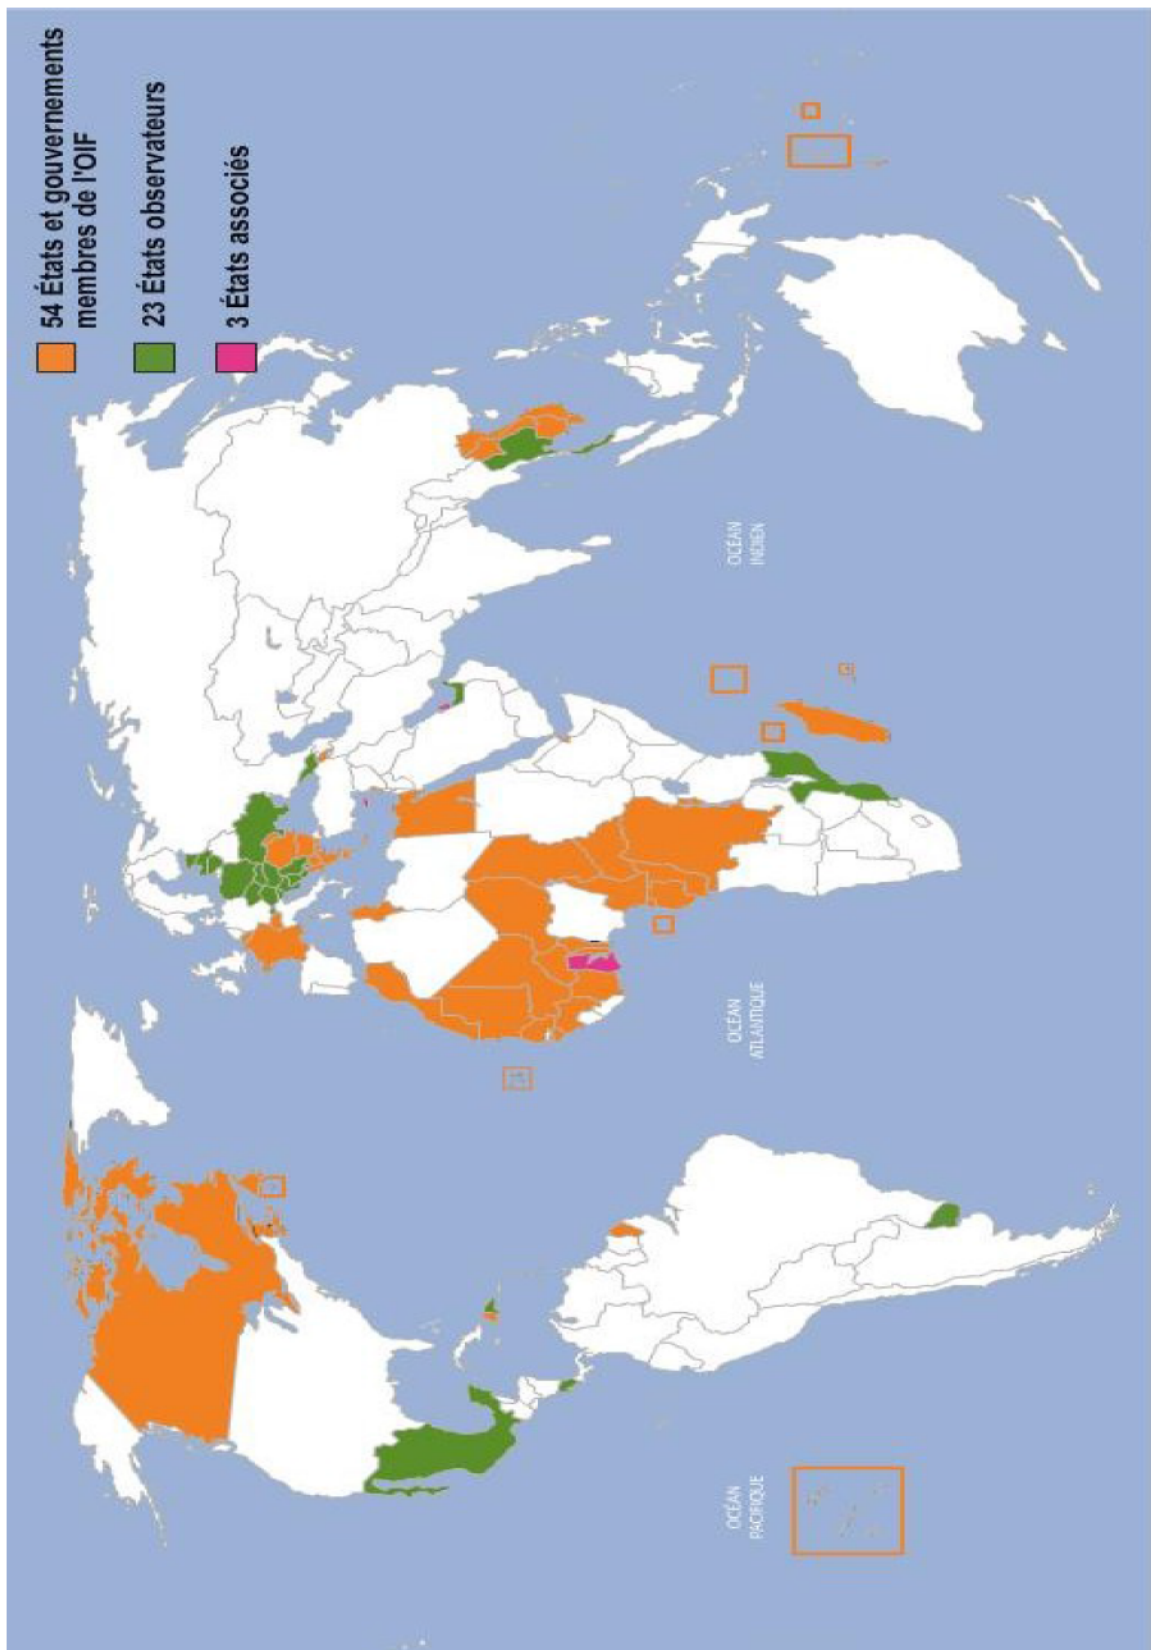 54 États et gouvernements
membres de l'OIF
23 États observateurs
3 États associés
OCÉAN
PACIFIQUE
OCÉAN
ATLANTIQUE
OCÉAN
INDIEN